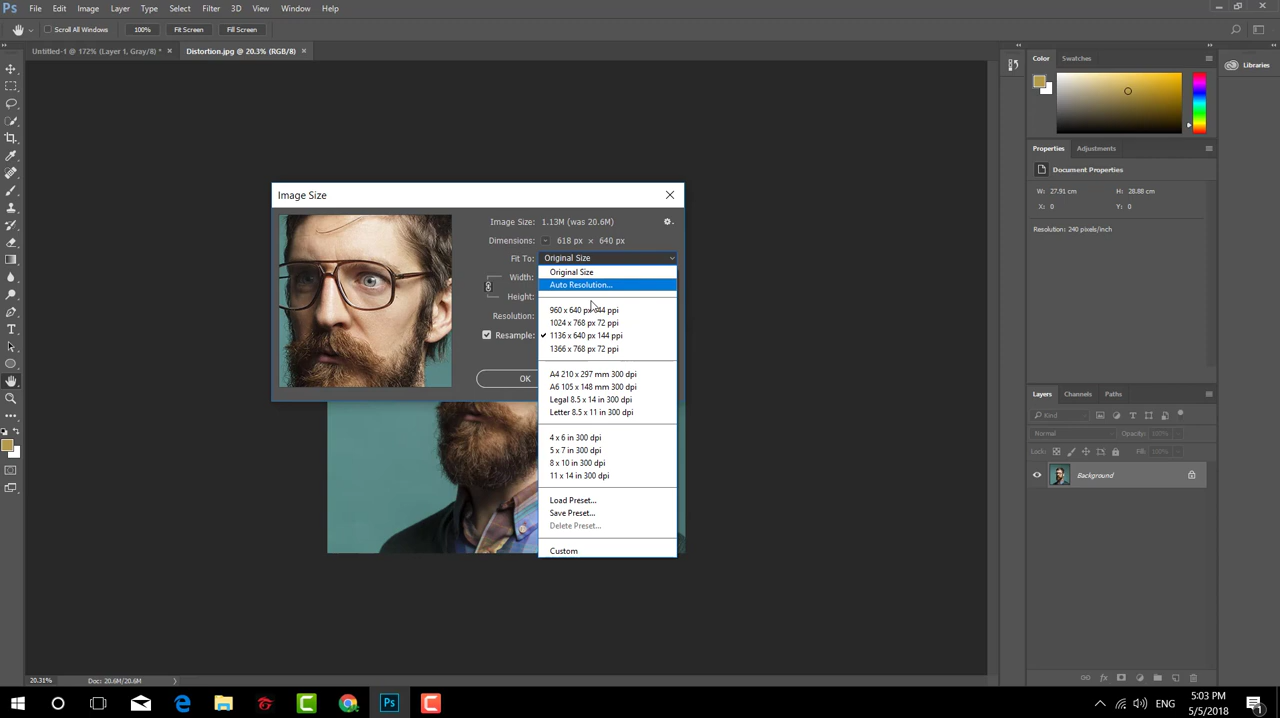 Ps File Edit Image Layer Type Select Filter 3D View Window Help
Scroll All Windows 100% Fit Screen Fill Screen
Untitled-1 @ 172% (Layer 1, Gray/8) * × Distortion.jpg @ 20.3% (RGB/8) ×
Color Swatches
Libraries
Properties Adjustments
Document Properties
W: 27.91 cm H: 28.88 cm
X: 0 Y: 0
Resolution: 240 pixels/inch
Image Size
Image Size: 1.13M (was 20.6M)
Dimensions: 618 px × 640 px
Fit To: Original Size
Width:
Height:
Resolution:
Resample:
OK
Original Size
Auto Resolution...
1024 x 768 px 72 ppi
1136 x 640 px 144 ppi
1366 x 768 px 72 ppi
A4 210 x 297 mm 300 dpi
A6 105 x 148 mm 300 dpi
Legal 8.5 x 14 in 300 dpi
Letter 8.5 x 11 in 300 dpi
4 x 6 in 300 dpi
5 x 7 in 300 dpi
8 x 10 in 300 dpi
11 x 14 in 300 dpi
Load Preset...
Save Preset...
Delete Preset...
Custom
Layers Channels Paths
Kind
Normal Opacity: 100%
Lock: Fill: 100%
Background
20.31% Doc: 20.6M/20.6M
Ps
ENG
5:03 PM
5/5/2018
1